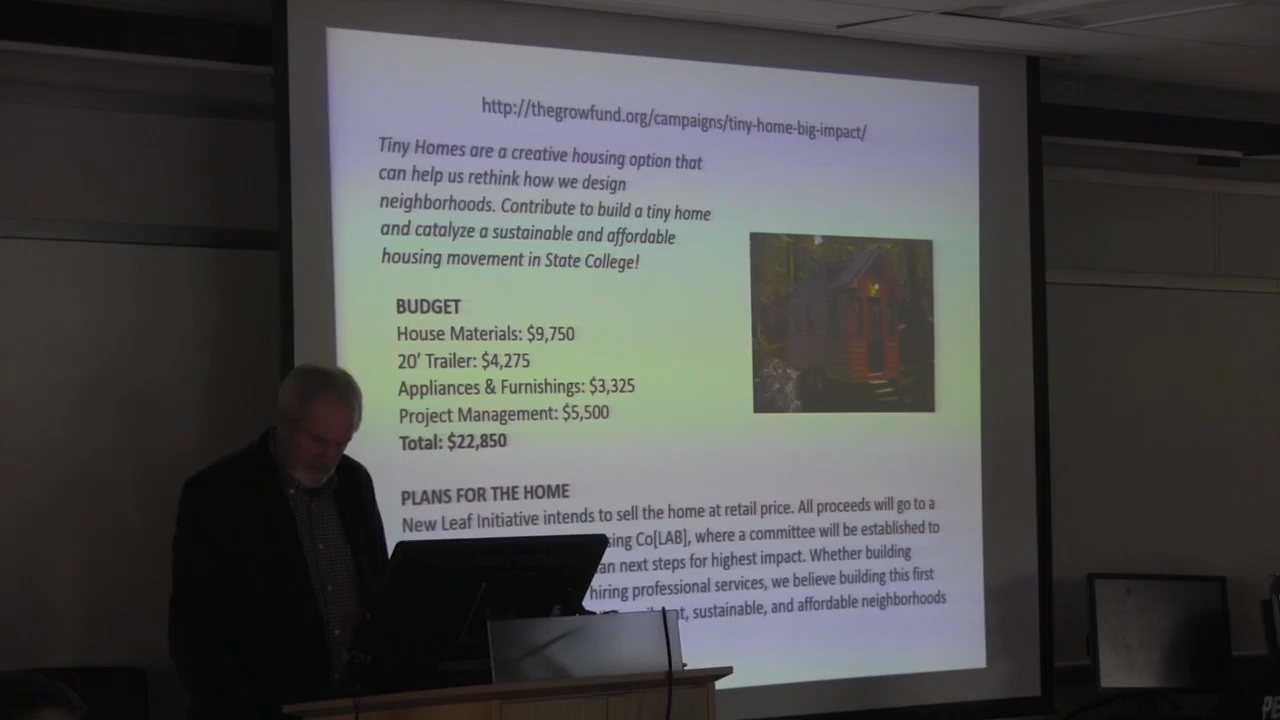 http://thegrowfund.org/campaigns/tiny-home-big-impact/
Tiny Homes are a creative housing option that
can help us rethink how we design
neighborhoods. Contribute to build a tiny home
and catalyze a sustainable and affordable
housing movement in State College!
BUDGET
House Materials: $9,750
20' Trailer: $4,275
Appliances & Furnishings: $3,325
Project Management: $5,500
Total: $22,850
PLANS FOR THE HOME
New Leaf Initiative intends to sell the home at retail price. All proceeds will go to a
Co[LAB], where a committee will be established to
next steps for highest impact. Whether building
hiring professional services, we believe building this first
sustainable, and affordable neighborhoods